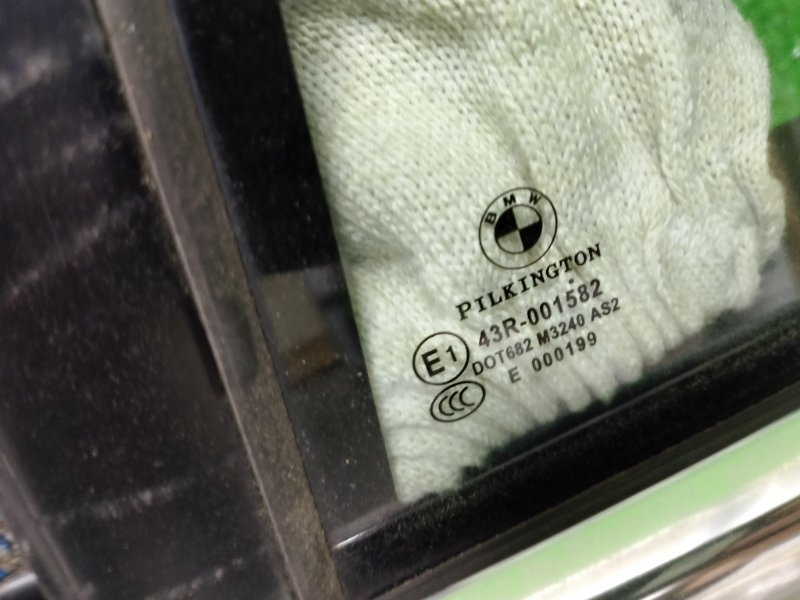 BMW
PILKINGTON
E1 43R-001582
DOT682 M3240 AS2
CCC E 000199